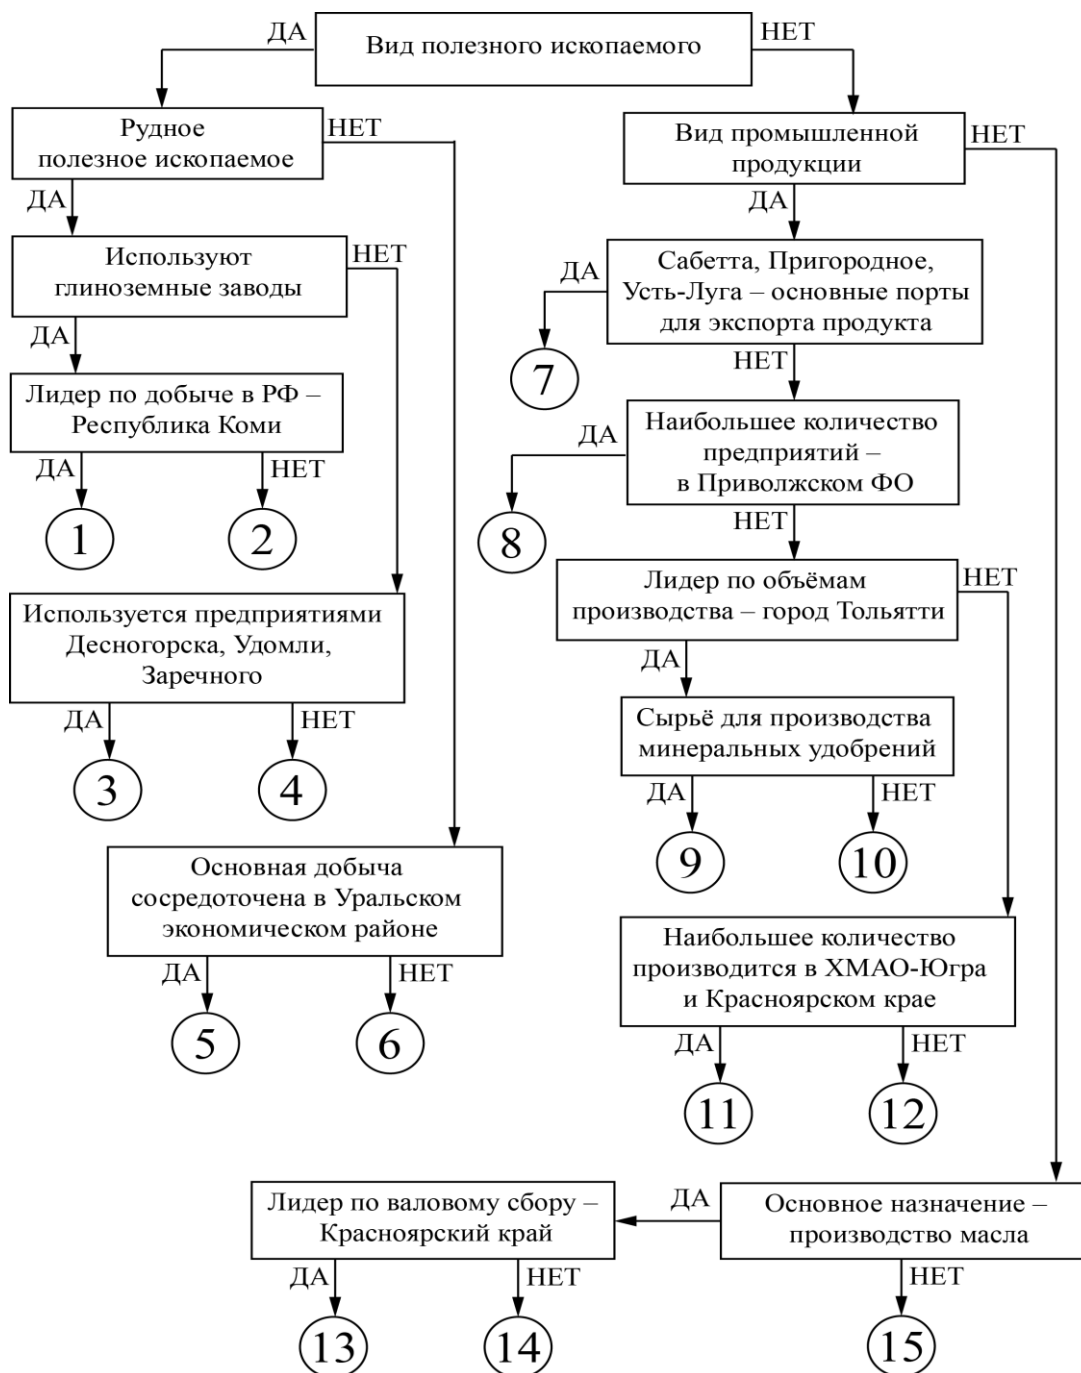 ДА
Вид полезного ископаемого
НЕТ
Рудное
полезное ископаемое
НЕТ
Вид промышленной
продукции
НЕТ
ДА
ДА
Используют
глиноземные заводы
НЕТ
ДА
Сабетта, Пригородное,
Усть-Луга – основные порты
для экспорта продукта
ДА
НЕТ
7
Лидер по добыче в РФ –
Республика Коми
ДА
НЕТ
1
2
ДА
Наибольшее количество
предприятий –
в Приволжском ФО
НЕТ
8
Лидер по объёмам
производства – город Тольятти
НЕТ
Используется предприятиями
Десногорска, Удомли,
Заречного
ДА
ДА
НЕТ
3
4
Сырьё для производства
минеральных удобрений
ДА
НЕТ
9
10
Основная добыча
сосредоточена в Уральском
экономическом районе
ДА
НЕТ
5
6
Наибольшее количество
производится в ХМАО-Югра
и Красноярском крае
ДА
НЕТ
11
12
Лидер по валовому сбору –
Красноярский край
ДА
Основное назначение –
производство масла
ДА
НЕТ
НЕТ
13
14
15